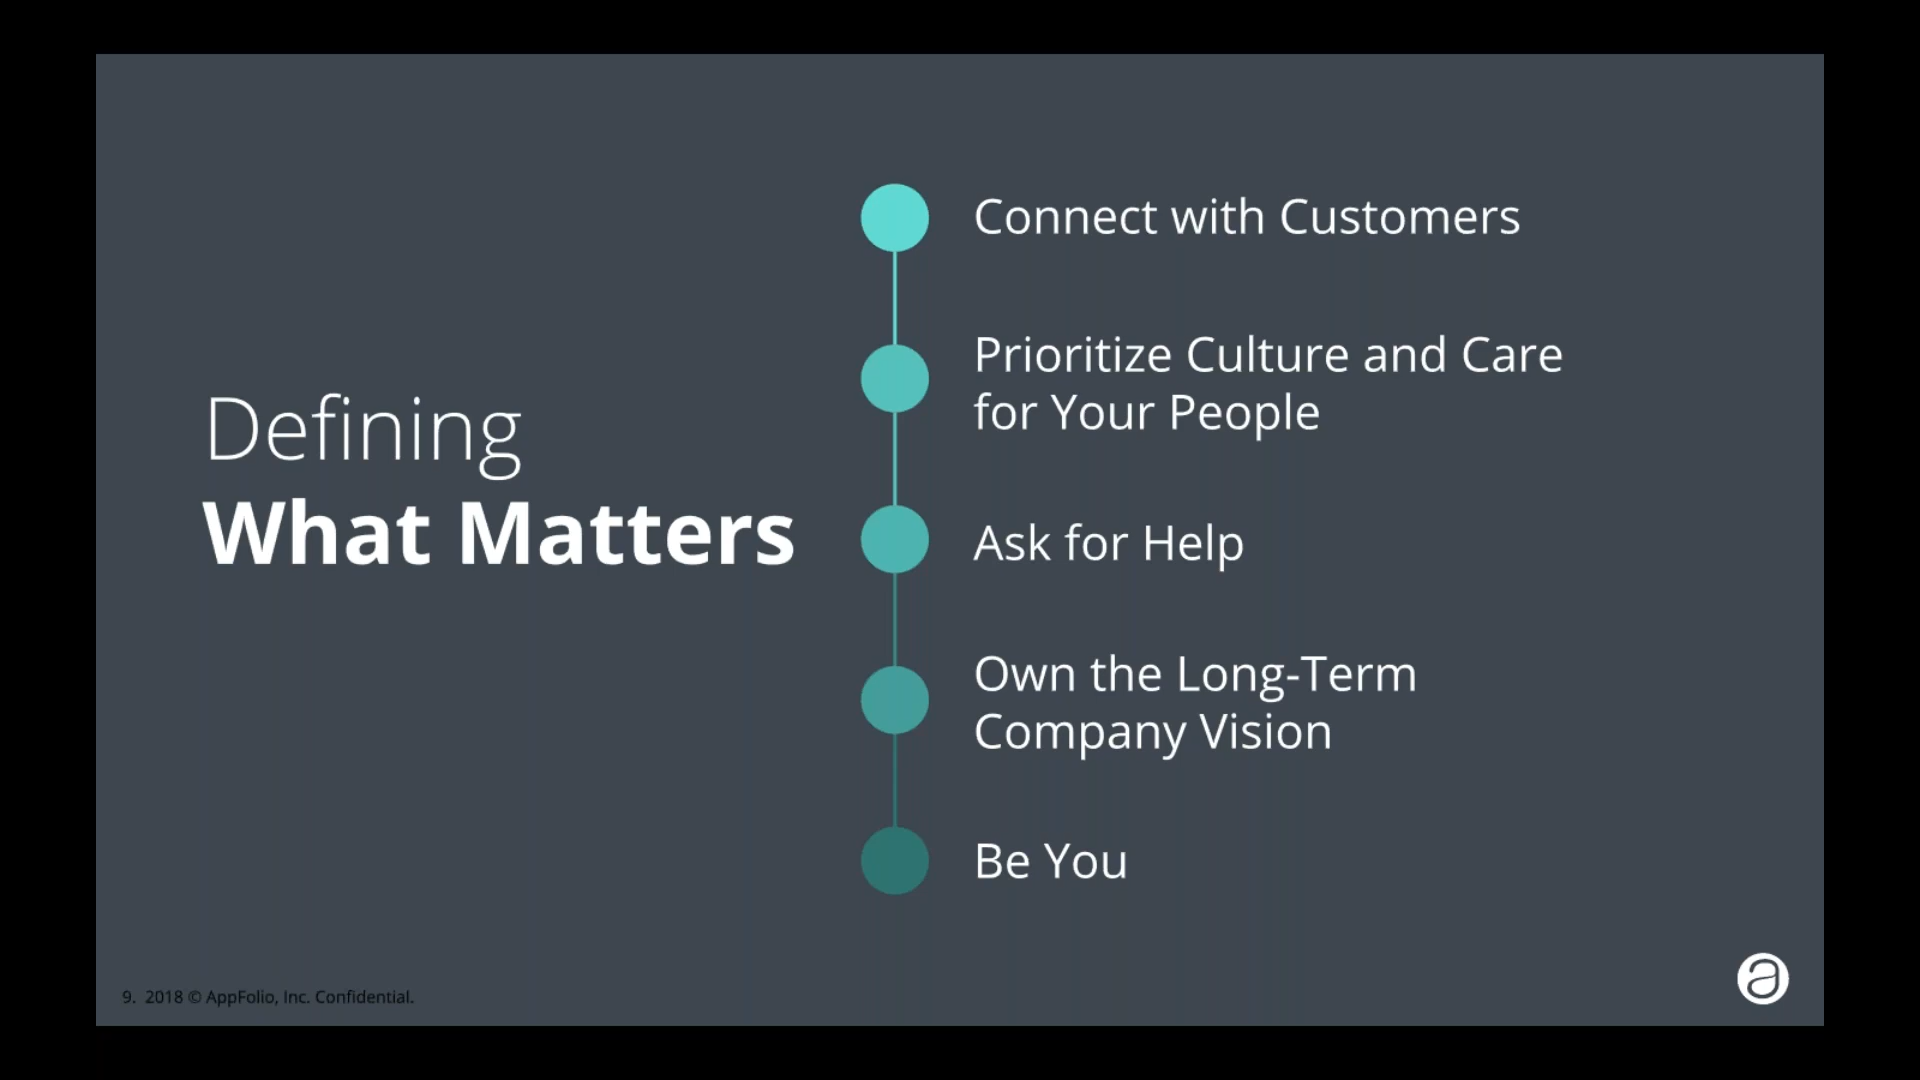 Defining
What Matters
Connect with Customers
Prioritize Culture and Care
for Your People
Ask for Help
Own the Long-Term
Company Vision
Be You
9. 2018 © AppFolio, Inc. Confidential.